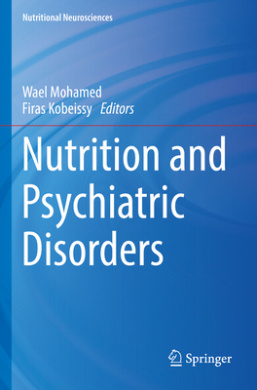 Nutritional Neurosciences
Wael Mohamed
Firas Kobeissy Editors
Nutrition and
Psychiatric
Disorders
Springer